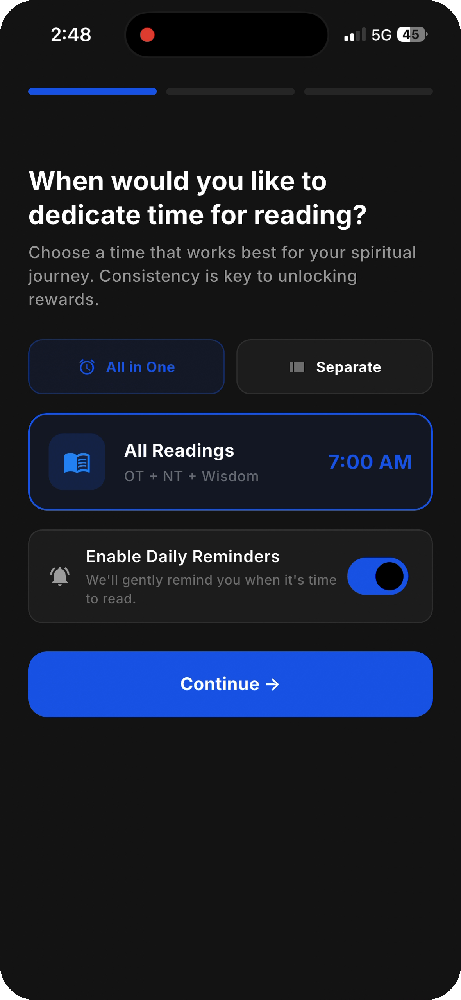 2:48
5G
45
When would you like to
dedicate time for reading?
Choose a time that works best for your spiritual
journey. Consistency is key to unlocking
rewards.
All in One
Separate
All Readings
OT + NT + Wisdom
7:00 AM
Enable Daily Reminders
We'll gently remind you when it's time
to read.
Continue →